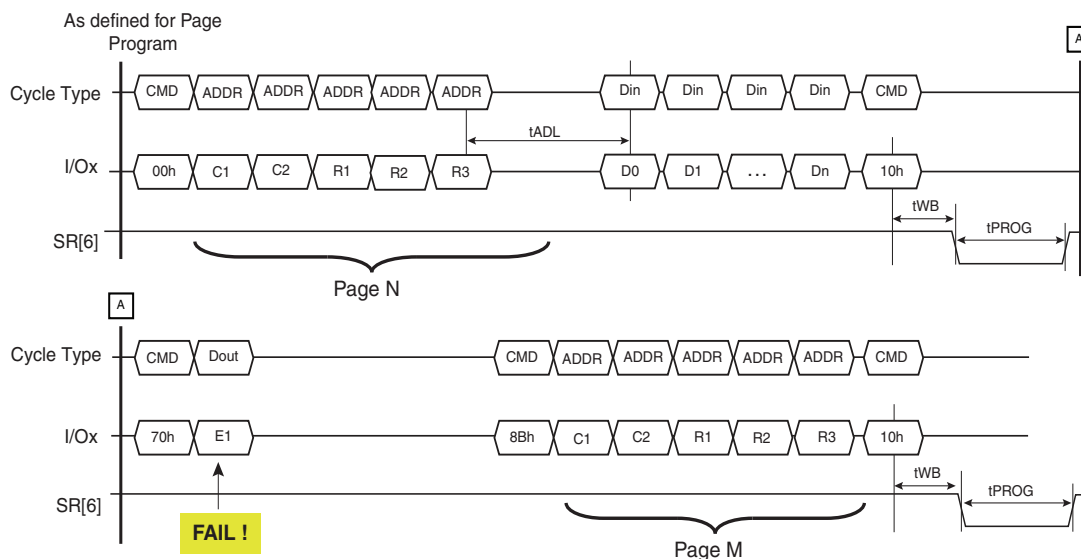 As defined for Page
Program
A
Cycle Type
CMD ADDR ADDR ADDR ADDR ADDR Din Din Din Din CMD
tADL
I/Ox
00h C1 C2 R1 R2 R3 D0 D1 ... Dn 10h
tWB
tPROG
SR[6]
Page N
A
Cycle Type
CMD Dout CMD ADDR ADDR ADDR ADDR ADDR CMD
I/Ox
70h E1 8Bh C1 C2 R1 R2 R3 10h
tWB
tPROG
SR[6]
FAIL !
Page M